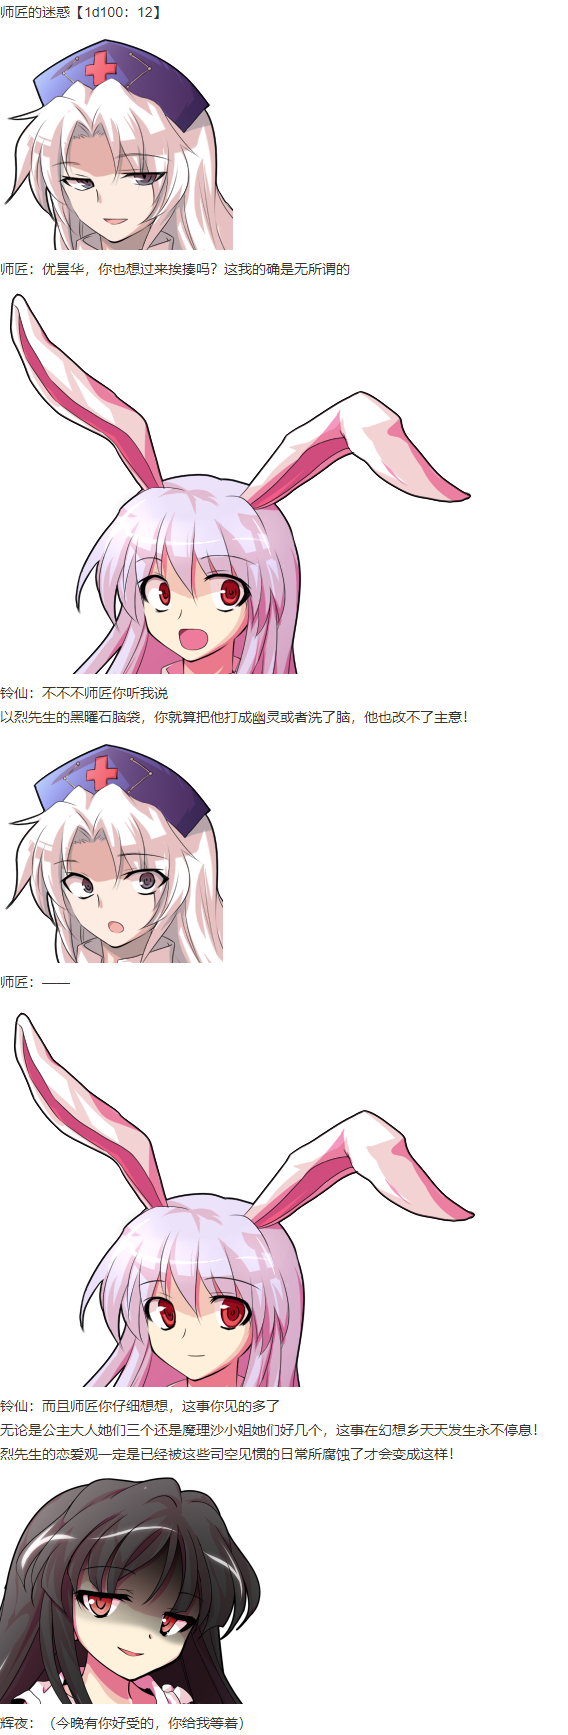 师匠的迷惑【1d100：12】
师匠：优昙华，你也想过来挨揍吗？这我的确是无所谓的
铃仙：不不不师匠你听我说
以烈先生的黑曜石脑袋，你就算把他打成幽灵或者洗了脑，他也改不了主意！
师匠：——
铃仙：而且师匠你仔细想想，这事你见的多了
无论是公主大人她们三个还是魔理沙小姐她们好几个，这事在幻想乡天天发生永不停息！
烈先生的恋爱观一定是已经被这些司空见惯的日常所腐蚀了才会变成这样！
辉夜：（今晚有你好受的，你给我等着）